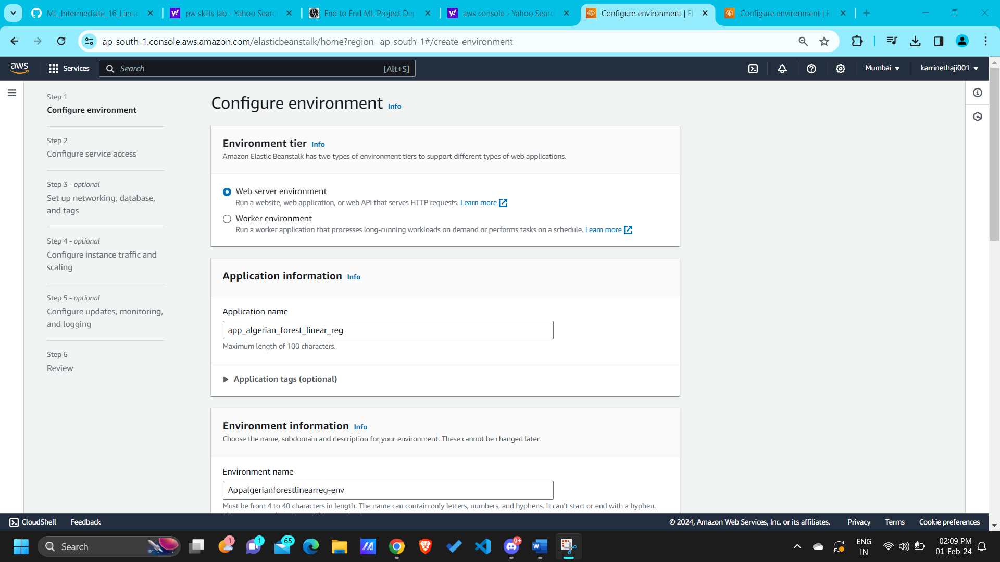 ML_Intermediate_16_Linea
pw skills lab - Yahoo Searc
End to End ML Project Dep
aws console - Yahoo Searc
Configure environment | El
Configure environment | E
ap-south-1.console.aws.amazon.com/elasticbeanstalk/home?region=ap-south-1#/create-environment
aws
Services
Search
[Alt+S]
Mumbai
karrinethaji001
Step 1
Configure environment
Step 2
Configure service access
Step 3 - optional
Set up networking, database,
and tags
Step 4 - optional
Configure instance traffic and
scaling
Step 5 - optional
Configure updates, monitoring,
and logging
Step 6
Review
Configure environment Info
Environment tier Info
Amazon Elastic Beanstalk has two types of environment tiers to support different types of web applications.
Web server environment
Run a website, web application, or web API that serves HTTP requests. Learn more
Worker environment
Run a worker application that processes long-running workloads on demand or performs tasks on a schedule. Learn more
Application information Info
Application name
app_algerian_forest_linear_reg
Maximum length of 100 characters.
Application tags (optional)
Environment information Info
Choose the name, subdomain and description for your environment. These cannot be changed later.
Environment name
Appalgerianforestlinearreg-env
Must be from 4 to 40 characters in length. The name can contain only letters, numbers, and hyphens. It can't start or end with a hyphen.
CloudShell
Feedback
© 2024, Amazon Web Services, Inc. or its affiliates.
Privacy
Terms
Cookie preferences
Search
1
1
65
9+
ENG
IN
02:09 PM
01-Feb-24